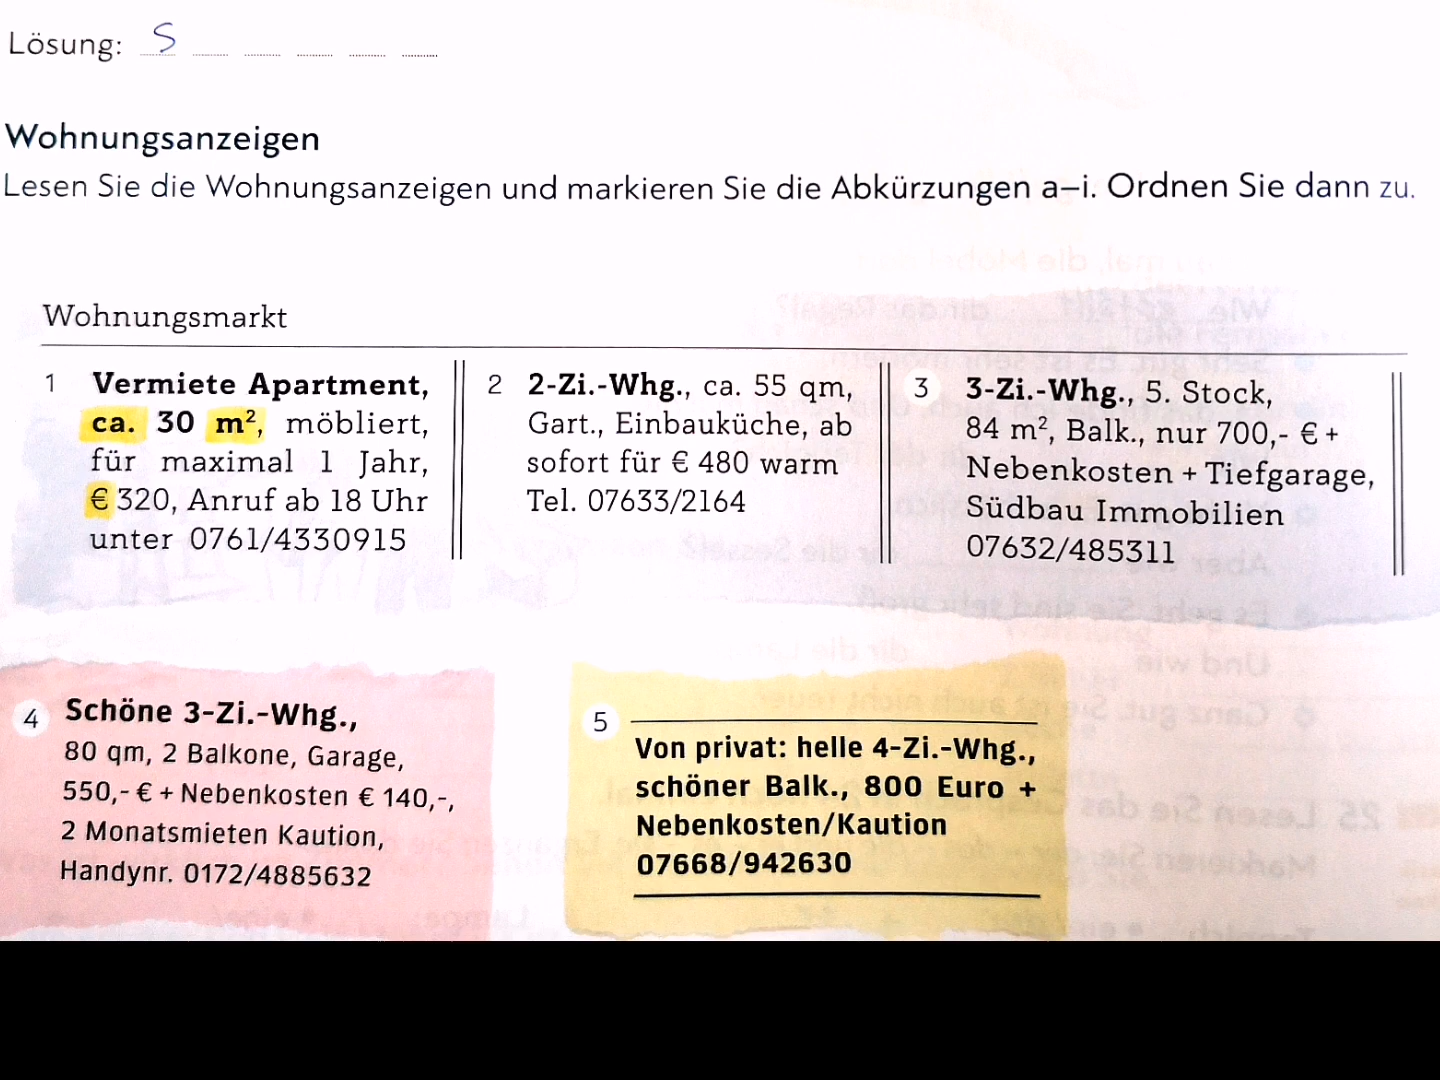 Lösung: S
Wohnungsanzeigen
Lesen Sie die Wohnungsanzeigen und markieren Sie die Abkürzungen a–i. Ordnen Sie dann zu.
Wohnungsmarkt
1 Vermiete Apartment,
ca. 30 m², möbliert,
für maximal 1 Jahr,
€ 320, Anruf ab 18 Uhr
unter 0761/4330915
2 2-Zi.-Whg., ca. 55 qm,
Gart., Einbauküche, ab
sofort für € 480 warm
Tel. 07633/2164
3 3-Zi.-Whg., 5. Stock,
84 m², Balk., nur 700,- € +
Nebenkosten + Tiefgarage,
Südbau Immobilien
07632/485311
4 Schöne 3-Zi.-Whg.,
80 qm, 2 Balkone, Garage,
550,- € + Nebenkosten € 140,-,
2 Monatsmieten Kaution,
Handynr. 0172/4885632
5
Von privat: helle 4-Zi.-Whg.,
schöner Balk., 800 Euro +
Nebenkosten/Kaution
07668/942630